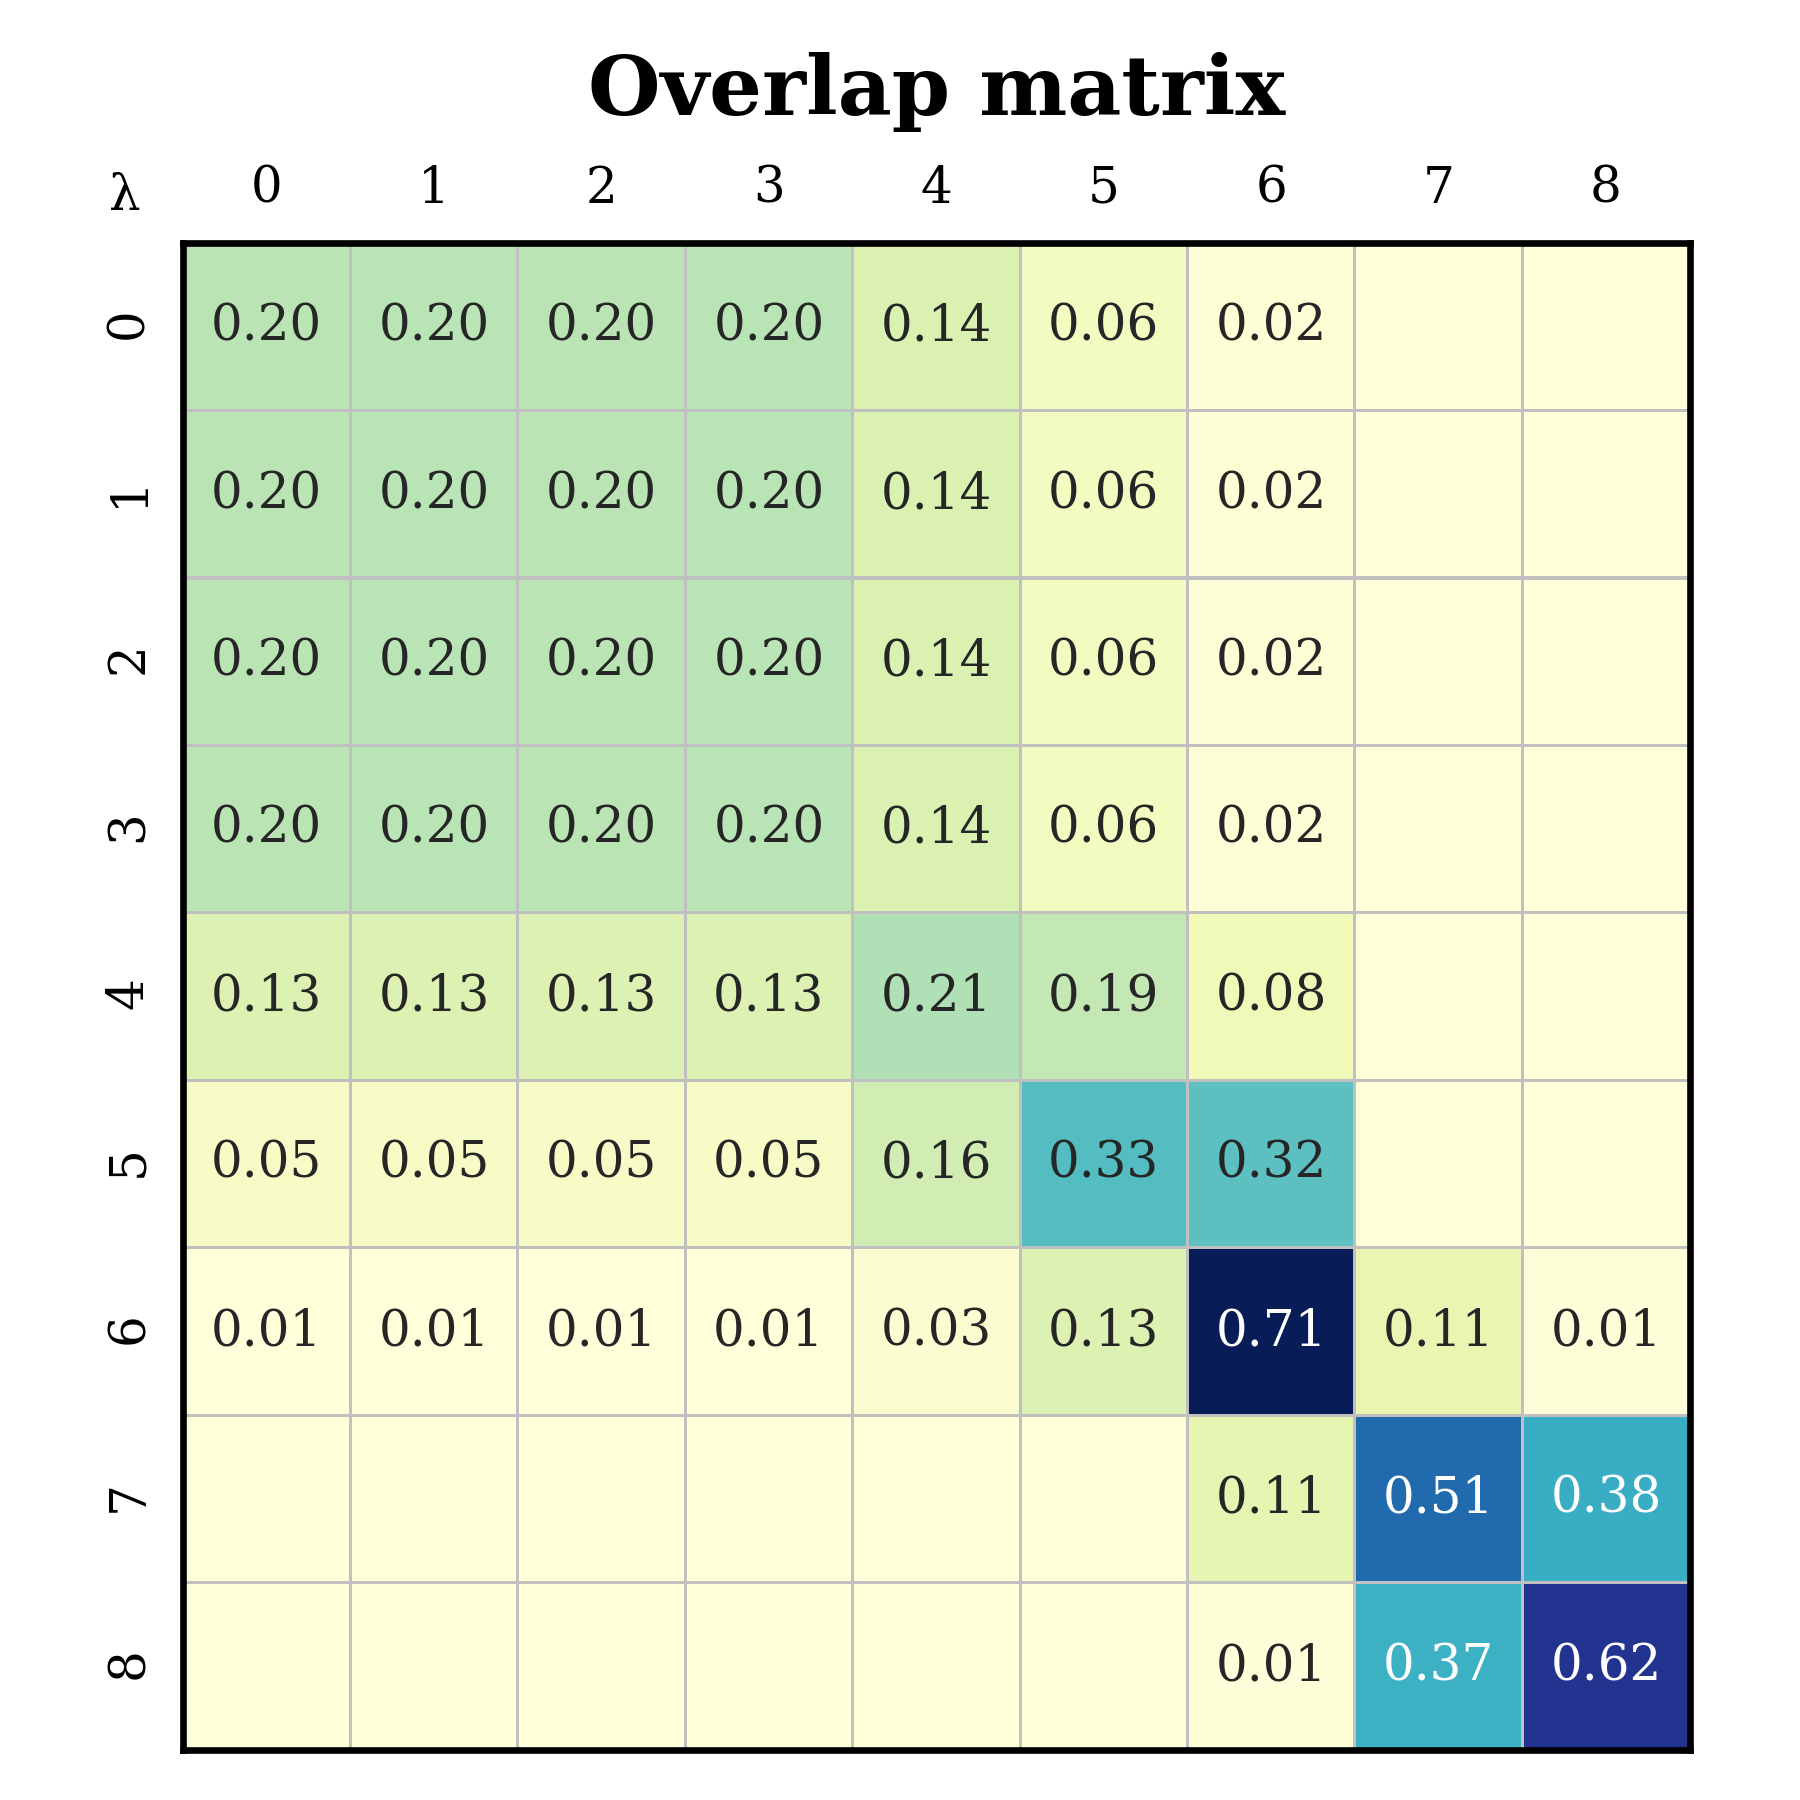 Overlap matrix
λ 0 1 2 3 4 5 6 7 8
0 0.20 0.20 0.20 0.20 0.14 0.06 0.02
1 0.20 0.20 0.20 0.20 0.14 0.06 0.02
2 0.20 0.20 0.20 0.20 0.14 0.06 0.02
3 0.20 0.20 0.20 0.20 0.14 0.06 0.02
4 0.13 0.13 0.13 0.13 0.21 0.19 0.08
5 0.05 0.05 0.05 0.05 0.16 0.33 0.32
6 0.01 0.01 0.01 0.01 0.03 0.13 0.71 0.11 0.01
7 0.11 0.51 0.38
8 0.01 0.37 0.62